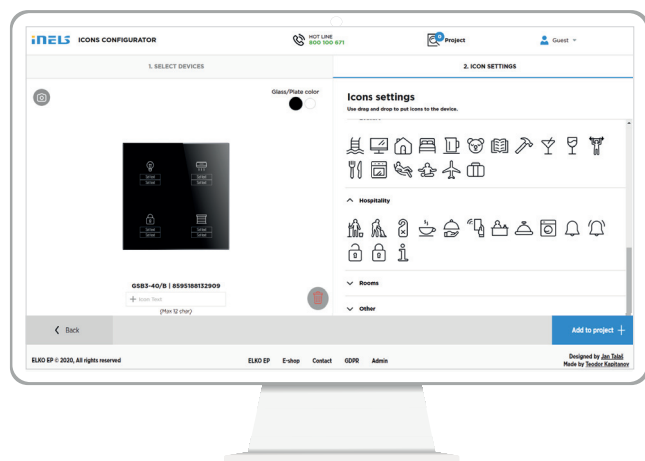 iNELS ICONS CONFIGURATOR
HOT LINE
800 100 671
0
Project
Guest
1. SELECT DEVICES
2. ICON SETTINGS
Glass/Plate color
Icons settings
Use drag and drop to put icons to the device.
Hospitality
GSB3-40/B | 8595188132909
+ Icon Text
(Max 12 char)
Rooms
Other
Back
Add to project +
ELKO EP © 2020, All rights reserved
ELKO EP E-shop Contact GDPR Admin
Designed by Jan Talaš
Made by Teodor Kapitanov